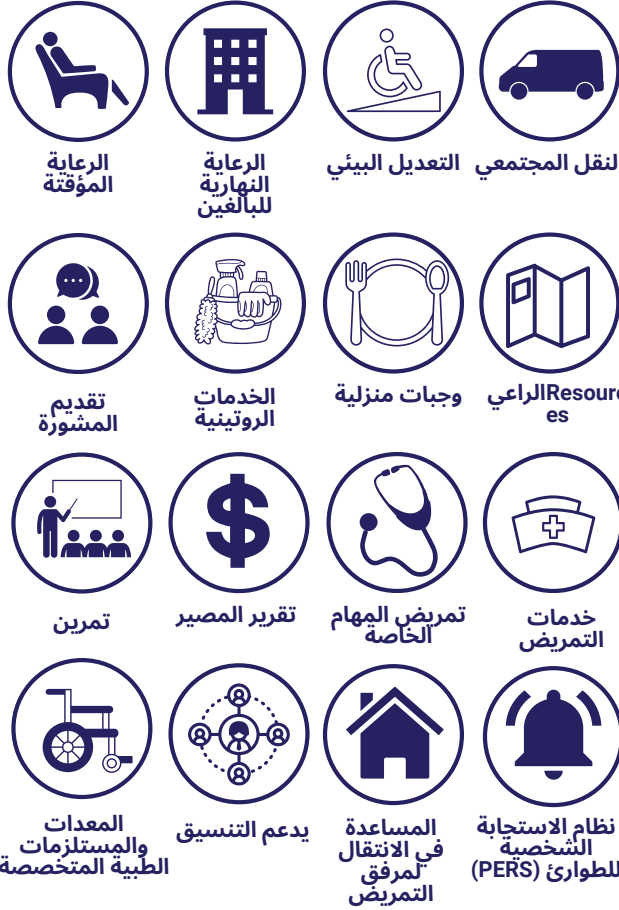 النقل المجتمعي
التعديل البيئي
الرعاية
النهارية
للبالغين
الرعاية
المؤقتة
الراعيResourc
es
وجبات منزلية
الخدمات
الروتينية
تقديم
المشورة
خدمات
التمريض
تمريض المهام
الخاصة
تقرير المصير
تمرين
نظام الاستجابة
الشخصية
للطوارئ (PERS)
المساعدة
في الانتقال
لمرفق
التمريض
يدعم التنسيق
المعدات
والمستلزمات
الطبية المتخصصة